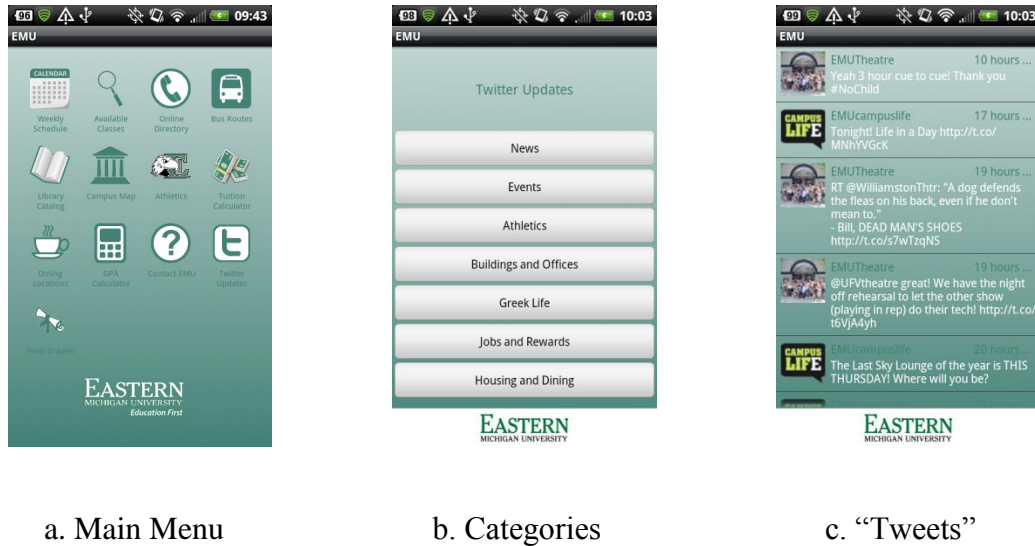 96
09:43
EMU
CALENDAR
Weekly
Schedule
Available
Classes
Online
Directory
Bus Routes
Library
Catalog
Campus Map
Athletics
Tuition
Calculator
Dining
Locations
GPA
Calculator
Contact EMU
Twitter
Updates
Final Grades
EASTERN
MICHIGAN UNIVERSITY
Education First
98
10:03
EMU
Twitter Updates
News
Events
Athletics
Buildings and Offices
Greek Life
Jobs and Rewards
Housing and Dining
EASTERN
MICHIGAN UNIVERSITY
99
10:03
EMU
EMUTheatre 10 hours ...
Yeah 3 hour cue to cue! Thank you
#NoChild
CAMPUS
LIFE
EMUcampuslife 17 hours ...
Tonight! Life in a Day http://t.co/
MNhYVGcK
EMUTheatre 19 hours ...
RT @WilliamstonThtr: "A dog defends
the fleas on his back, even if he don't
mean to."
- Bill, DEAD MAN'S SHOES
http://t.co/s7wTzqNS
EMUTheatre 19 hours ...
@UFVtheatre great! We have the night
off rehearsal to let the other show
(playing in rep) do their tech! http://t.co/
t6VjA4yh
CAMPUS
LIFE
EMUcampuslife 20 hours ...
The Last Sky Lounge of the year is THIS
THURSDAY! Where will you be?
CAMPUS
EASTERN
MICHIGAN UNIVERSITY
a. Main Menu
b. Categories
c. “Tweets”